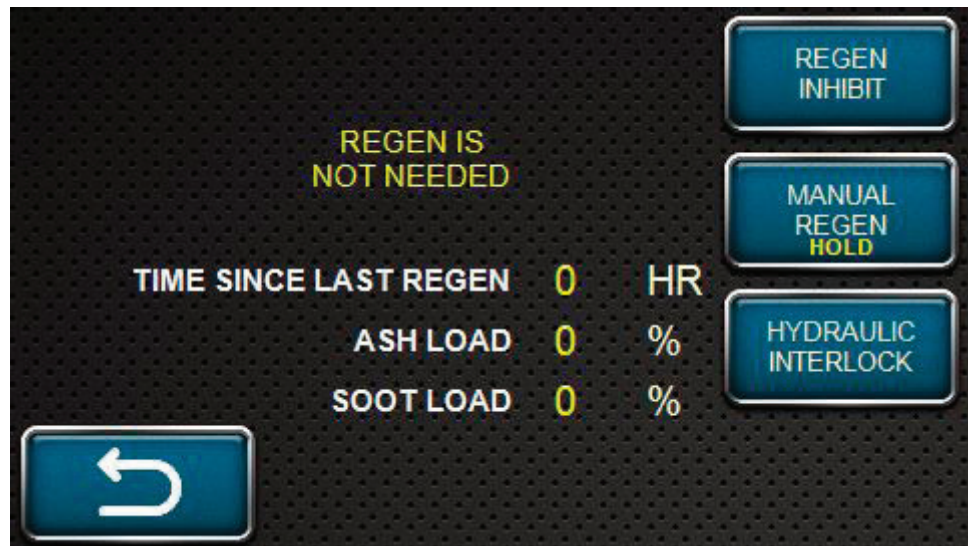 REGEN
INHIBIT
REGEN IS
NOT NEEDED
MANUAL
REGEN
HOLD
TIME SINCE LAST REGEN 0 HR
ASH LOAD 0 %
HYDRAULIC
INTERLOCK
SOOT LOAD 0 %